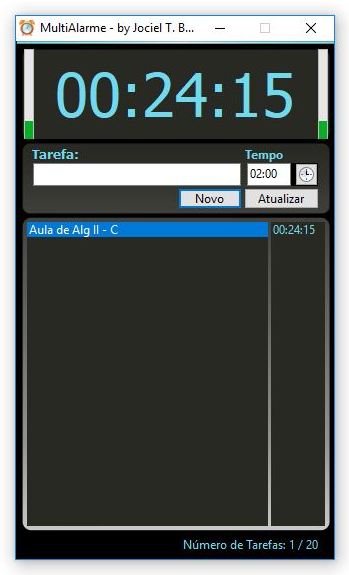 MultiAlarme - by Jociel T. B...
00:24:15
Tarefa: Tempo
02:00
Novo Atualizar
Aula de Alg II - C 00:24:15
Número de Tarefas: 1 / 20